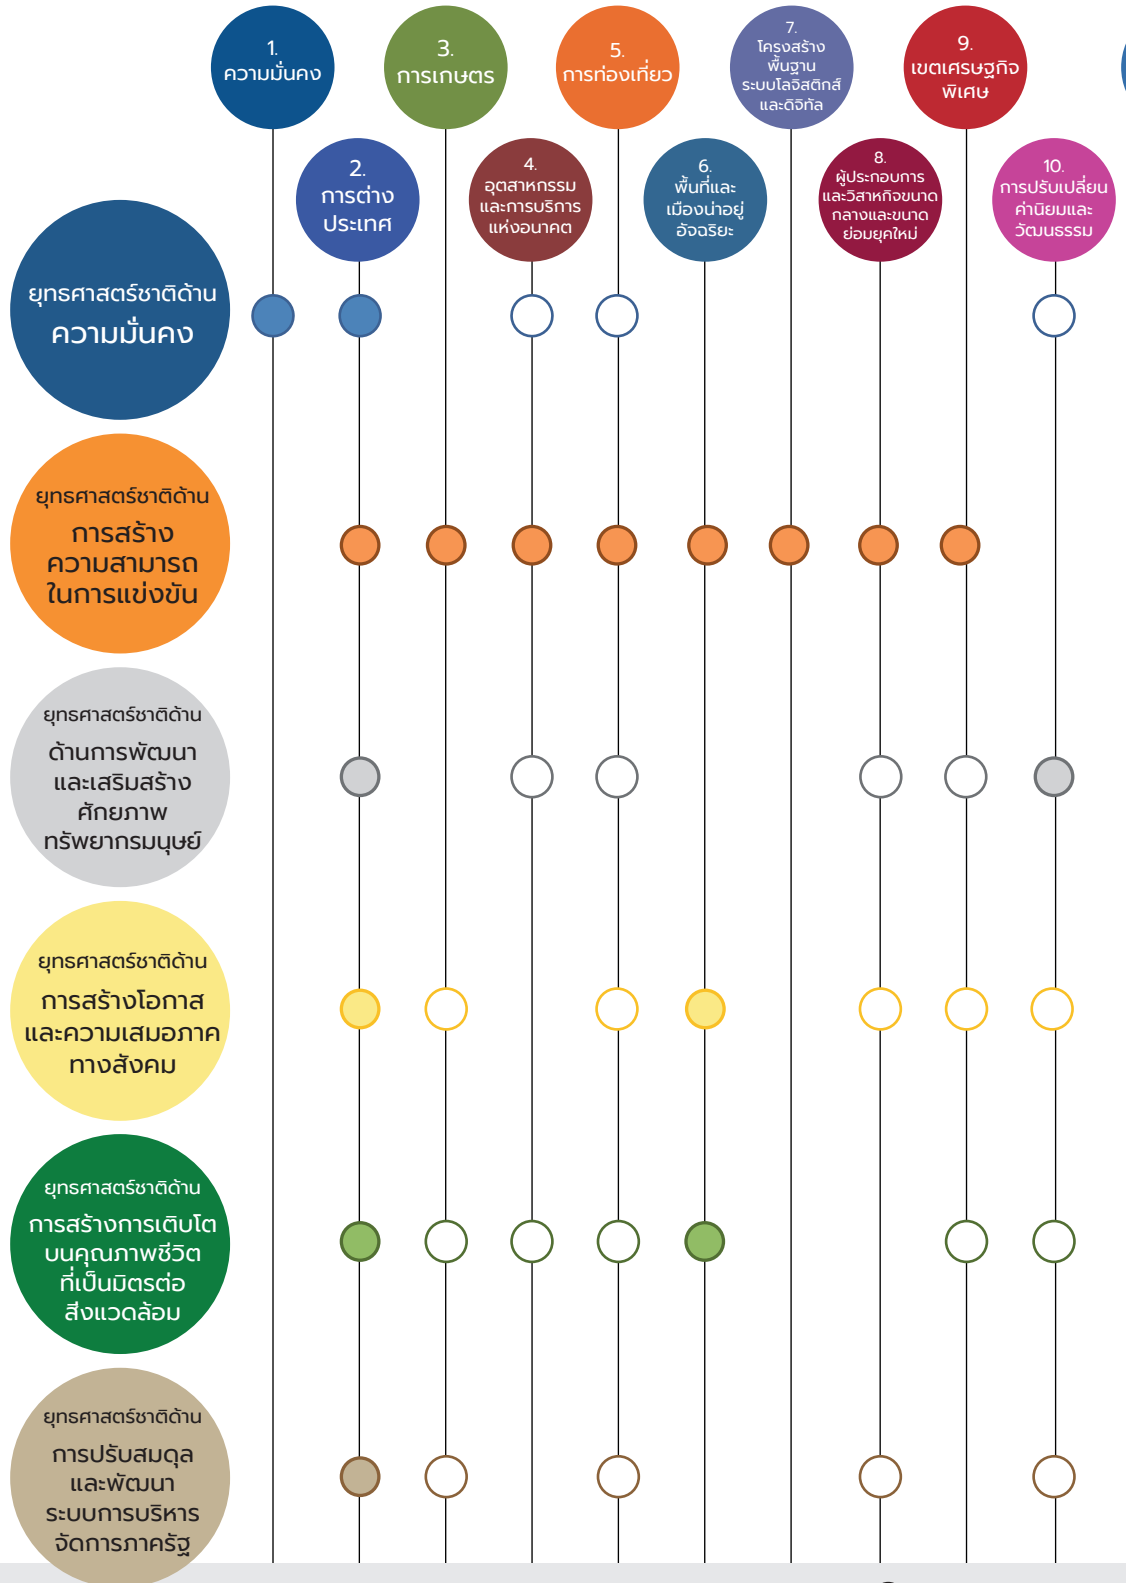 1.
ความมั่นคง
3.
การเกษตร
5.
การท่องเที่ยว
7.
โครงสร้าง
พื้นฐาน
ระบบโลจิสติกส์
และดิจิทัล
9.
เขตเศรษฐกิจ
พิเศษ
2.
การต่าง
ประเทศ
4.
อุตสาหกรรม
และการบริการ
แห่งอนาคต
6.
พื้นที่และ
เมืองน่าอยู่
อัจฉริยะ
8.
ผู้ประกอบการ
และวิสาหกิจขนาด
กลางและขนาด
ย่อมยุคใหม่
10.
การปรับเปลี่ยน
ค่านิยมและ
วัฒนธรรม
ยุทธศาสตร์ชาติด้าน
ความมั่นคง
ยุทธศาสตร์ชาติด้าน
การสร้าง
ความสามารถ
ในการแข่งขัน
ยุทธศาสตร์ชาติด้าน
ด้านการพัฒนา
และเสริมสร้าง
ศักยภาพ
ทรัพยากรมนุษย์
ยุทธศาสตร์ชาติด้าน
การสร้างโอกาส
และความเสมอภาค
ทางสังคม
ยุทธศาสตร์ชาติด้าน
การสร้างการเติบโต
บนคุณภาพชีวิต
ที่เป็นมิตรต่อ
สิ่งแวดล้อม
ยุทธศาสตร์ชาติด้าน
การปรับสมดุล
และพัฒนา
ระบบการบริหาร
จัดการภาครัฐ